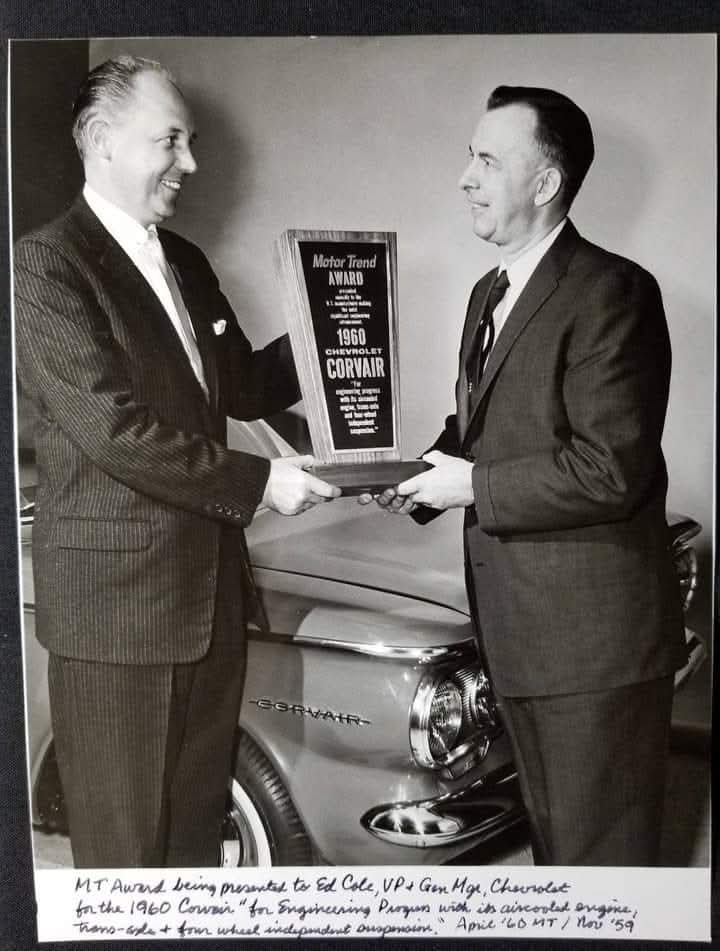 Motor Trend
AWARD
presented
annually to the
U.S. manufacturer making
the most
significant engineering
advancement
1960
CHEVROLET
CORVAIR
"For
engineering progress
with its aircooled
engine, trans-axle
and four-wheel
independent
suspension."
CORVAIR
MT Award being presented to Ed Cole, VP + Gen Mgr, Chevrolet
for the 1960 Corvair "for Engineering Progress with its aircooled engine,
trans-axle + four wheel independent suspension." April '60 MT / Nov '59